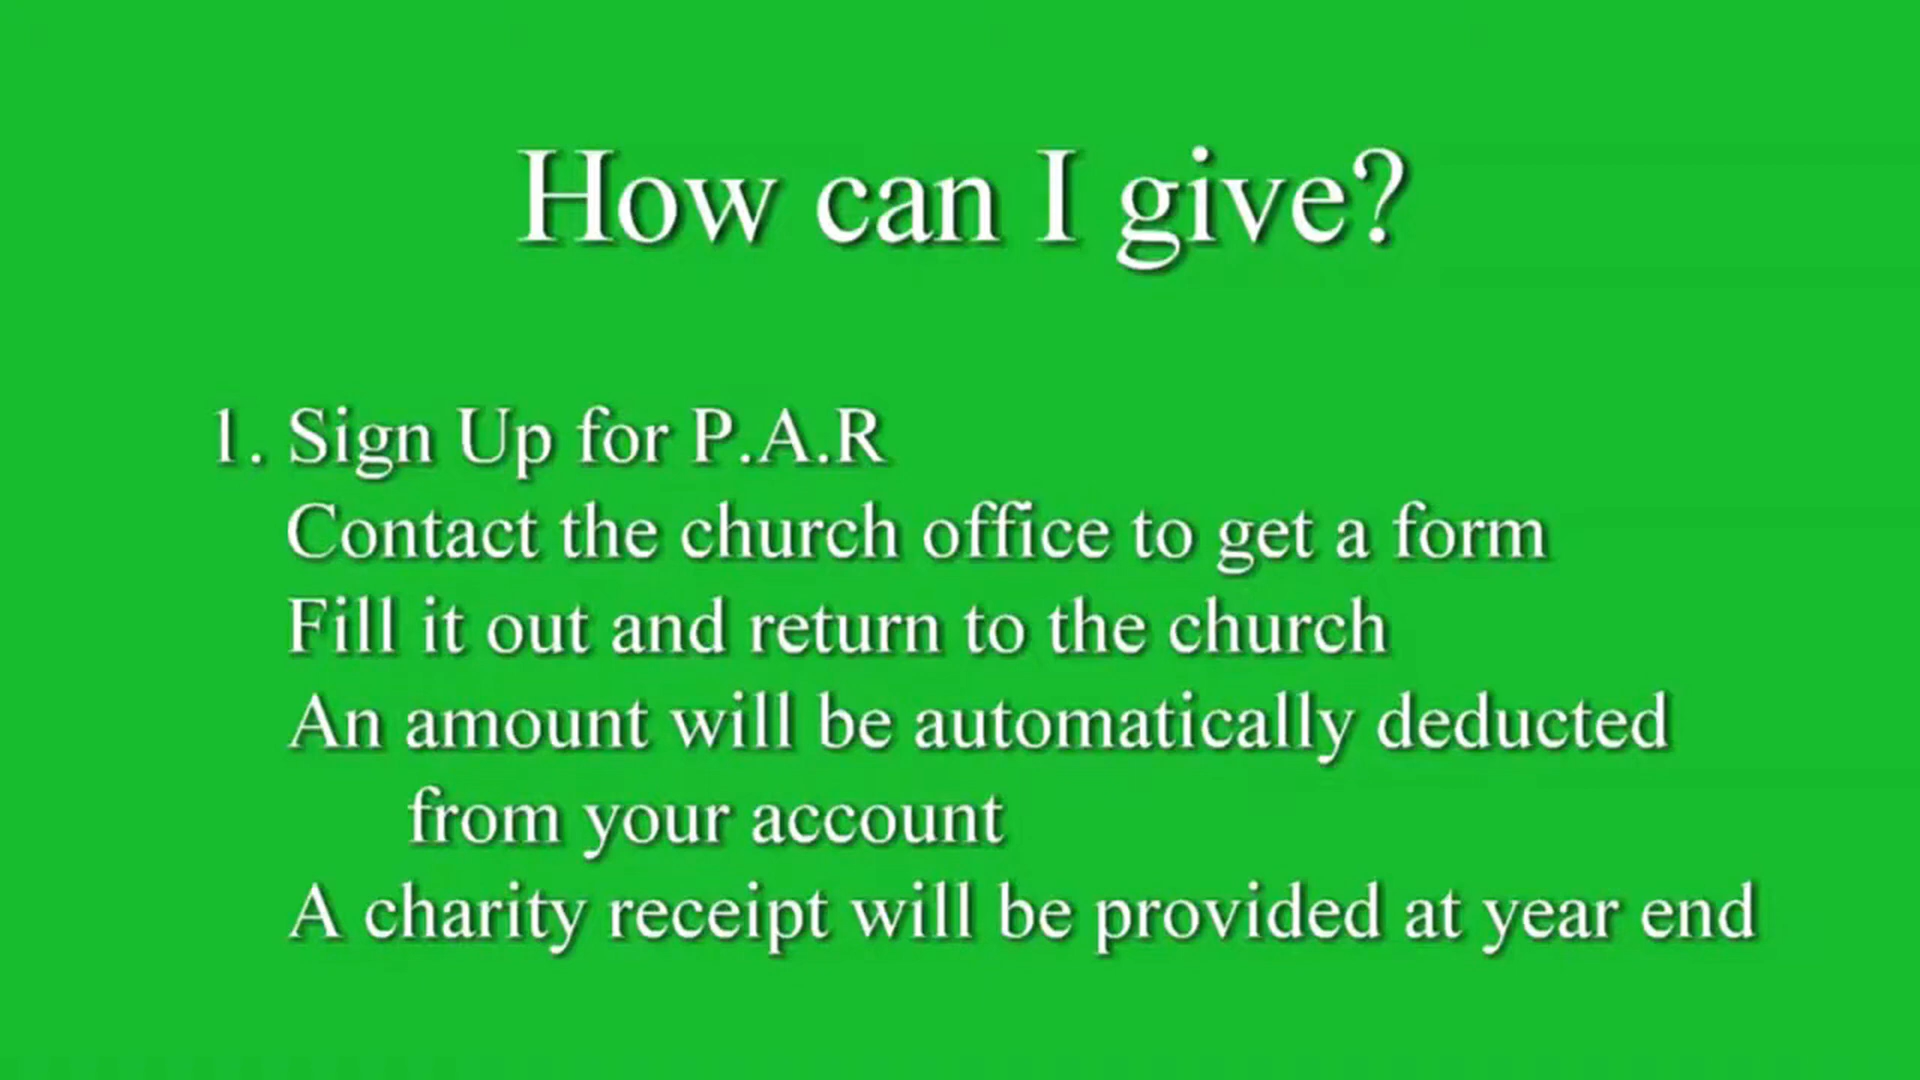 How can I give?
1. Sign Up for P.A.R
Contact the church office to get a form
Fill it out and return to the church
An amount will be automatically deducted
from your account
A charity receipt will be provided at year end